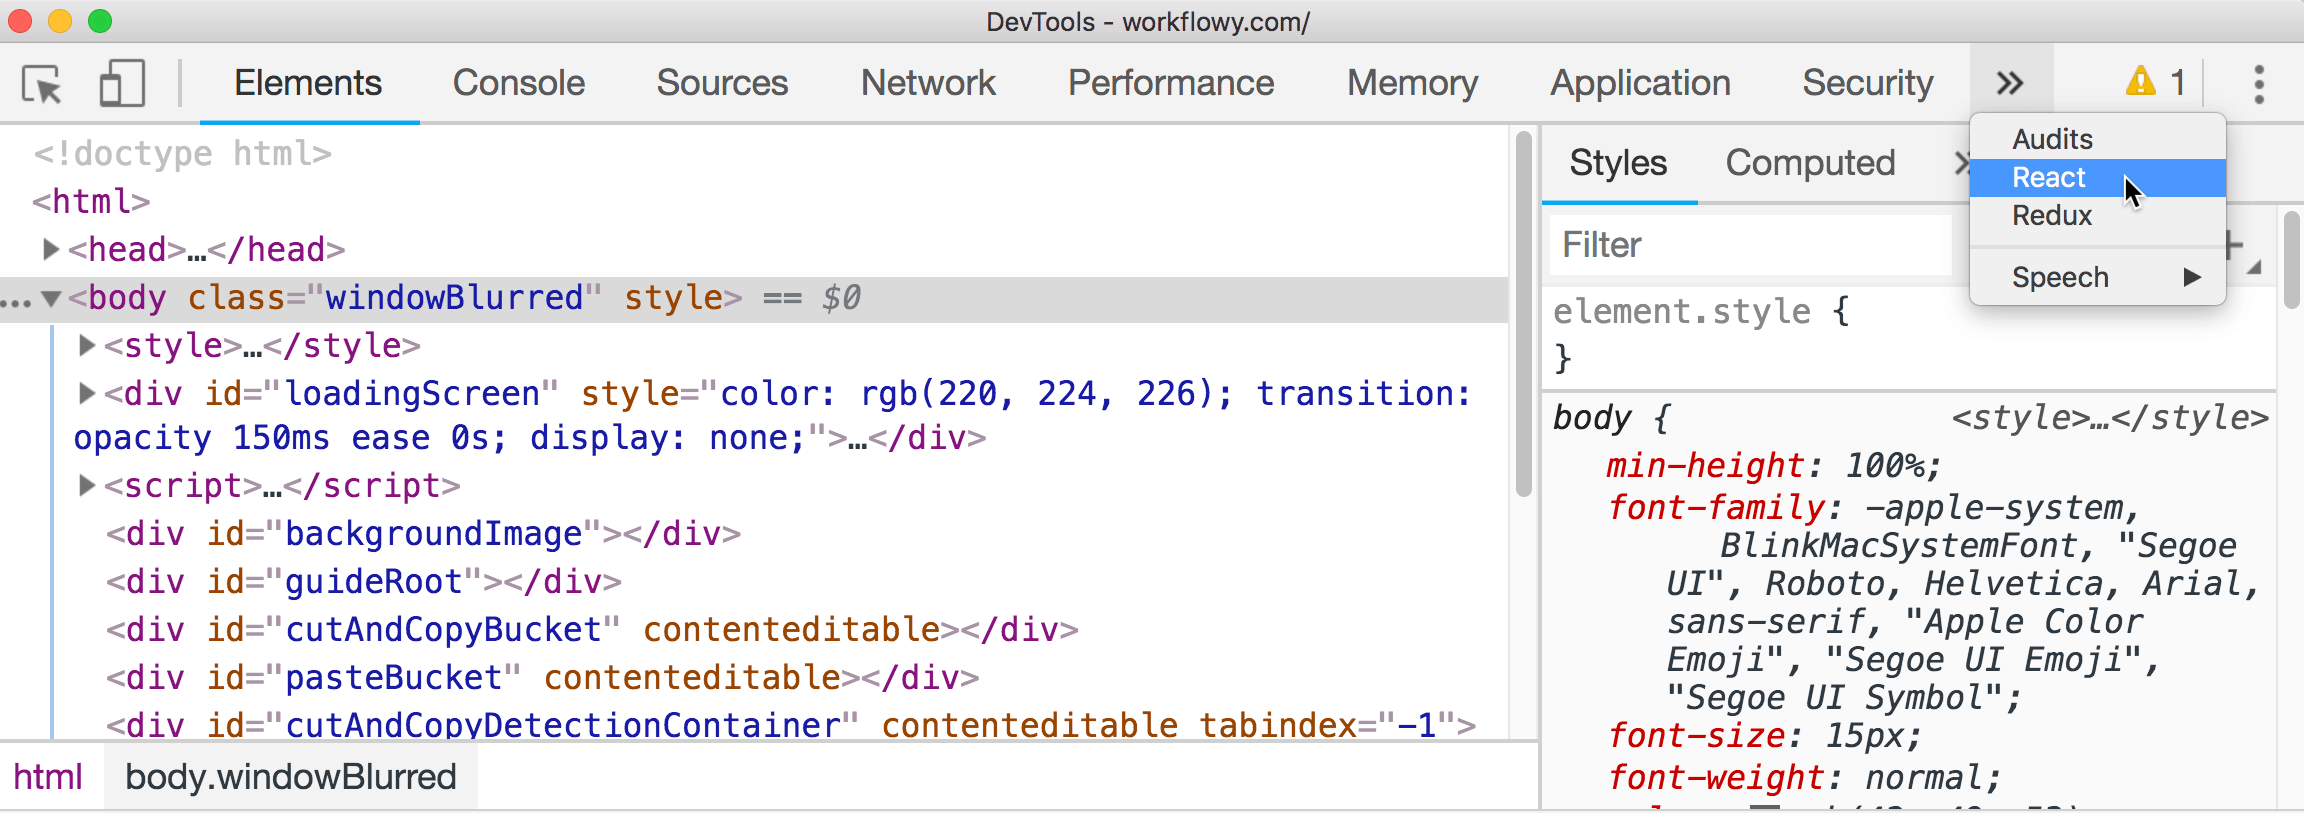 DevTools - workflowy.com/
Elements Console Sources Network Performance Memory Application Security » 1
<!doctype html>
<html>
<head>…</head>
… <body class="windowBlurred" style> == $0
<style>…</style>
<div id="loadingScreen" style="color: rgb(220, 224, 226); transition:
opacity 150ms ease 0s; display: none;">…</div>
<script>…</script>
<div id="backgroundImage"></div>
<div id="guideRoot"></div>
<div id="cutAndCopyBucket" contenteditable></div>
<div id="pasteBucket" contenteditable></div>
<div id="cutAndCopyDetectionContainer" contenteditable tabindex="-1">
html body.windowBlurred
Styles Computed »
Filter +
element.style {
}
body { <style>…</style>
min-height: 100%;
font-family: -apple-system,
BlinkMacSystemFont, "Segoe
UI", Roboto, Helvetica, Arial,
sans-serif, "Apple Color
Emoji", "Segoe UI Emoji",
"Segoe UI Symbol";
font-size: 15px;
font-weight: normal;
Audits
React
Redux
Speech